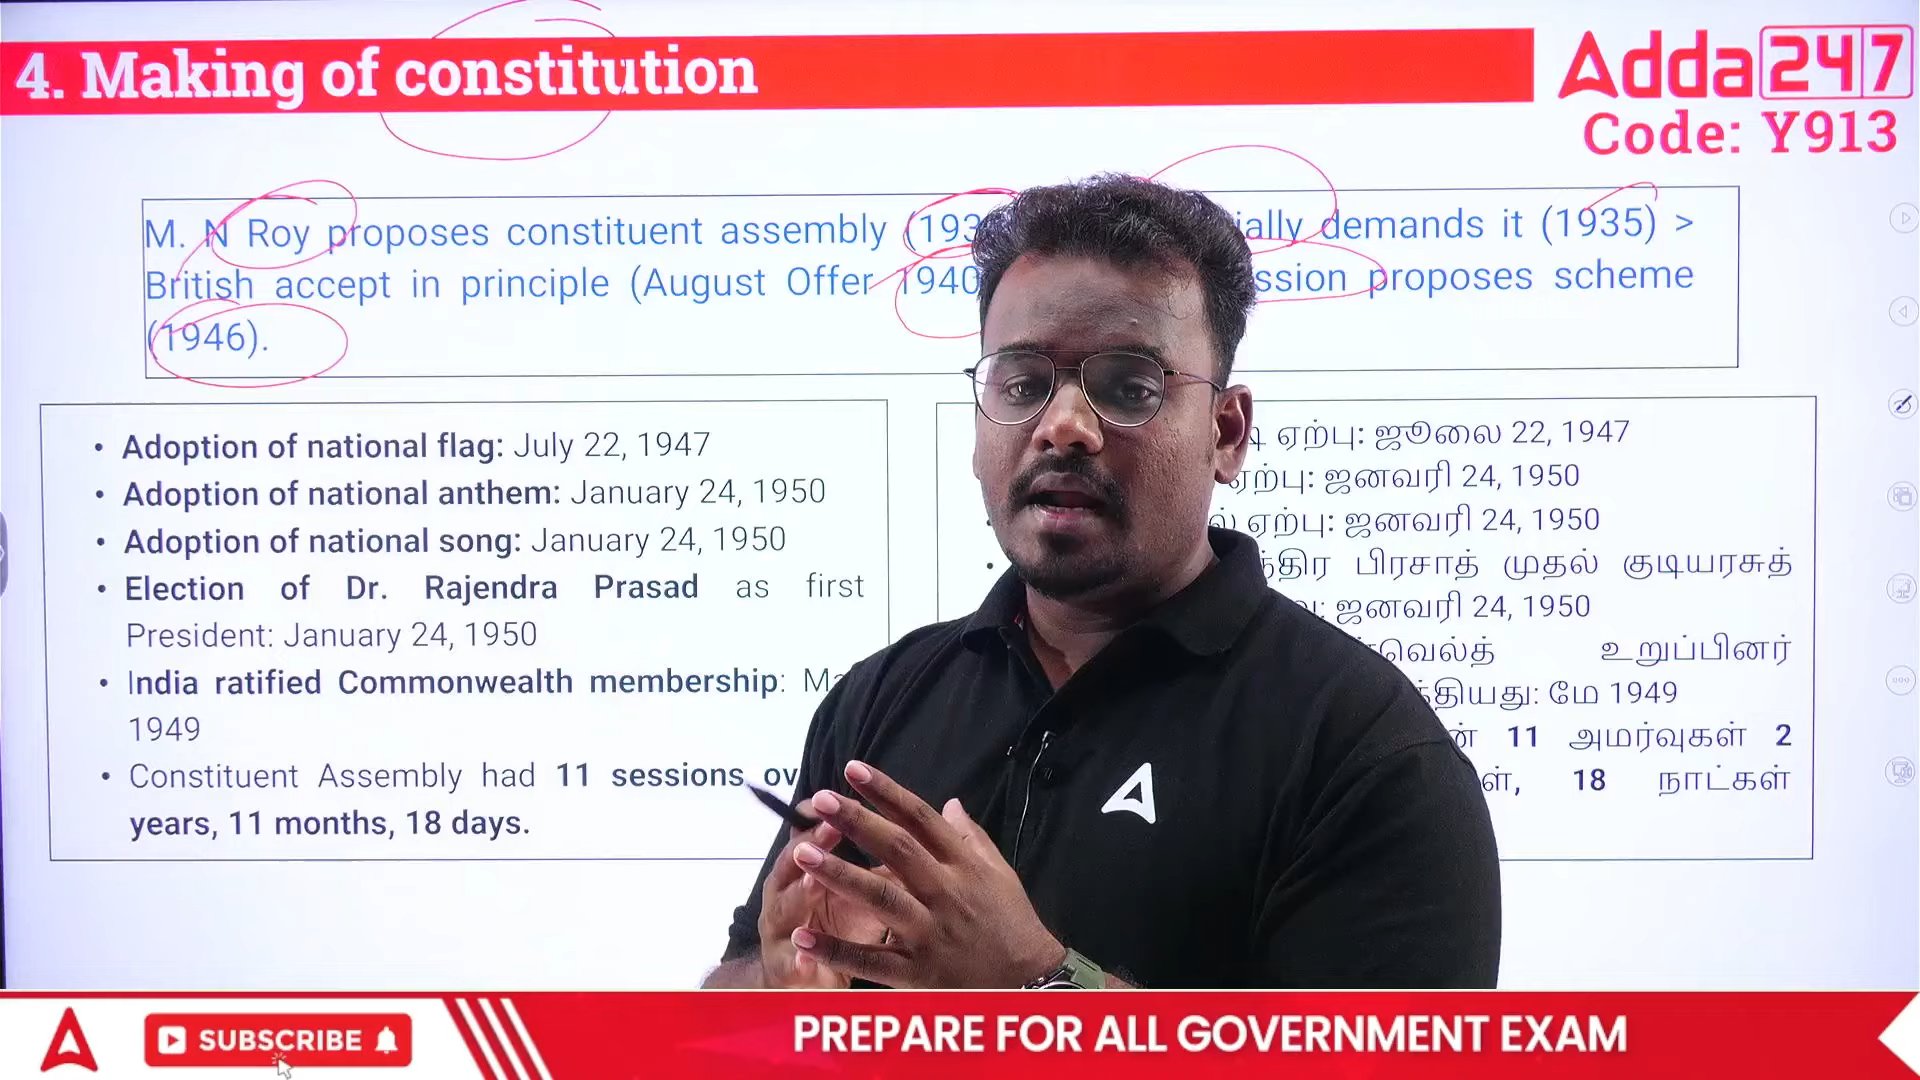 4. Making of constitution
Adda247
Code: Y913
M. N Roy proposes constituent assembly demands it (1935) >
British accept in principle (August Offer 1940 proposes scheme
(1946).
• Adoption of national flag: July 22, 1947
• Adoption of national anthem: January 24, 1950
• Adoption of national song: January 24, 1950
• Election of Dr. Rajendra Prasad as first
President: January 24, 1950
• India ratified Commonwealth membership:
1949
• Constituent Assembly had 11 sessions
years, 11 months, 18 days.
ஏற்பு: ஜூலை 22, 1947
ஏற்பு: ஜனவரி 24, 1950
ஏற்பு: ஜனவரி 24, 1950
பிரசாத் முதல் குடியரசுத்
ஜனவரி 24, 1950
உறுப்பினர்
மே 1949
11 அமர்வுகள் 2
18 நாட்கள்
SUBSCRIBE
PREPARE FOR ALL GOVERNMENT EXAM